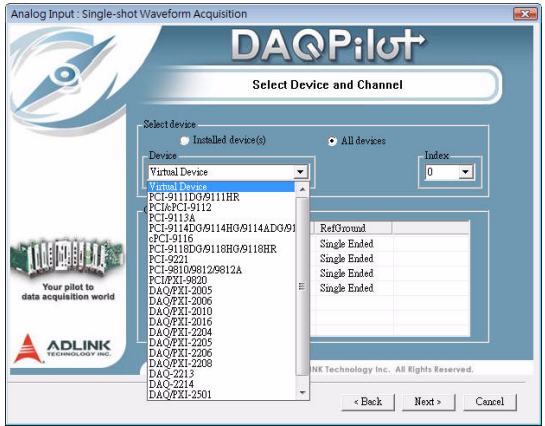 Analog Input : Single-shot Waveform Acquisition
DAQPilot
Select Device and Channel
Select device
Installed device(s)
All devices
Device
Index
Virtual Device
0
Virtual Device
PCI-9111DG/9111HR
PCI/cPCI-9112
PCI-9113A
PCI-9114DG/9114HG/9114ADG/91
RefGround
cPCI-9116
PCI-9118DG/9118HG/9118HR
Single Ended
PCI-9221
Single Ended
PCI-9810/9812/9812A
Single Ended
PCI/PXI-9820
Single Ended
DAQ/PXI-2005
DAQ/PXI-2006
DAQ/PXI-2010
DAQ/PXI-2016
DAQ/PXI-2204
DAQ/PXI-2205
DAQ/PXI-2206
DAQ/PXI-2208
DAQ-2213
DAQ-2214
DAQ/PXI-2501
Your pilot to
data acquisition world
ADLINK
TECHNOLOGY INC.
NK Technology Inc. All Rights Reserved.
< Back
Next >
Cancel